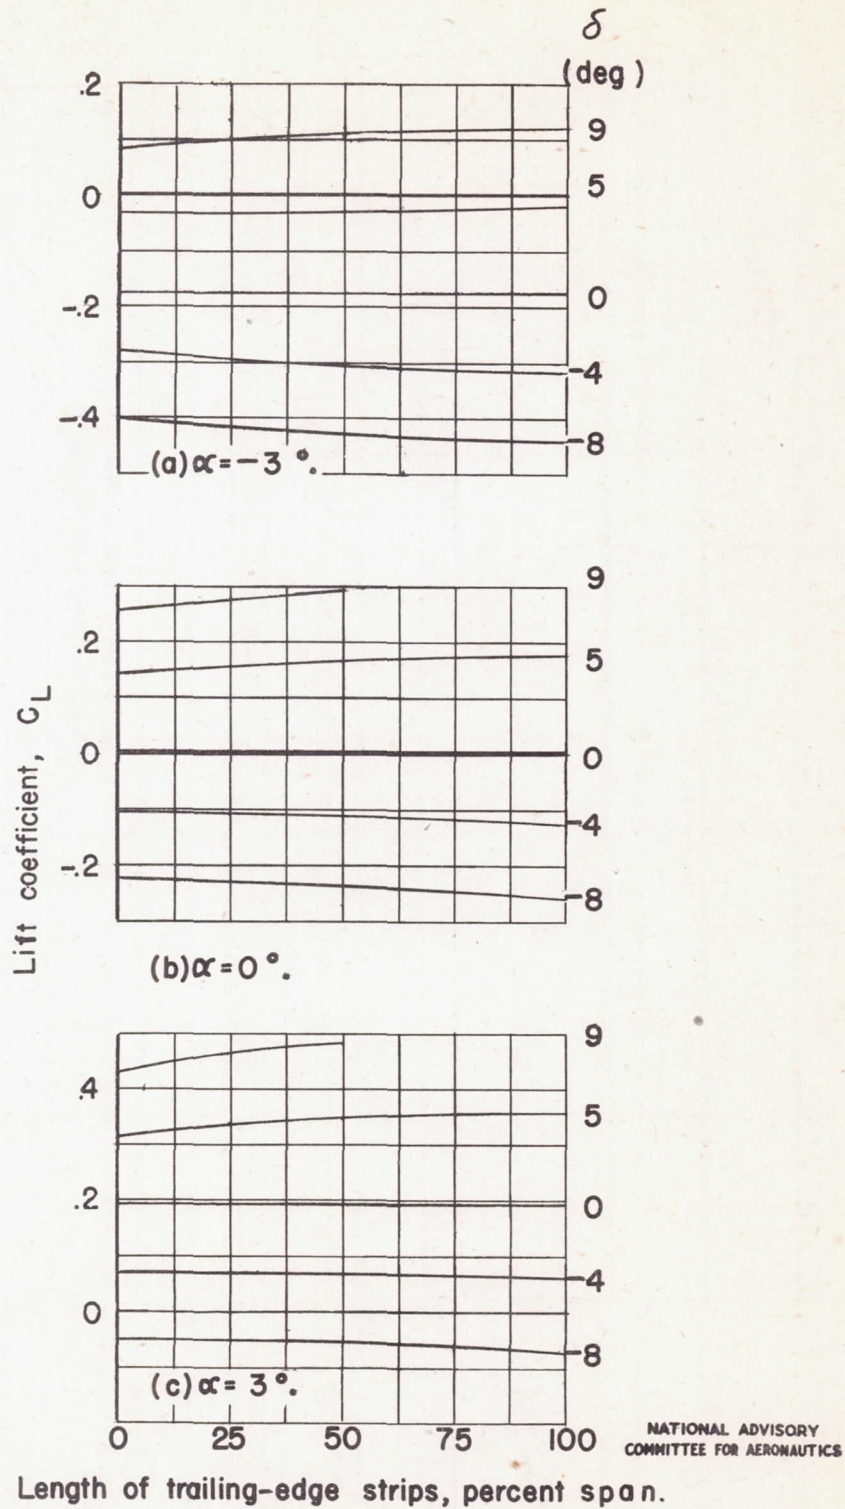 δ
(deg)
.2
9
0
5
-.2
0
-4
-.4
-8
(a) α = -3 °.
9
.2
5
0
0
-4
-.2
-8
(b) α = 0 °.
Lift coefficient, CL
9
.4
5
.2
0
-4
0
-8
(c) α = 3 °.
0 25 50 75 100
NATIONAL ADVISORY
COMMITTEE FOR AERONAUTICS
Length of trailing-edge strips, percent span.